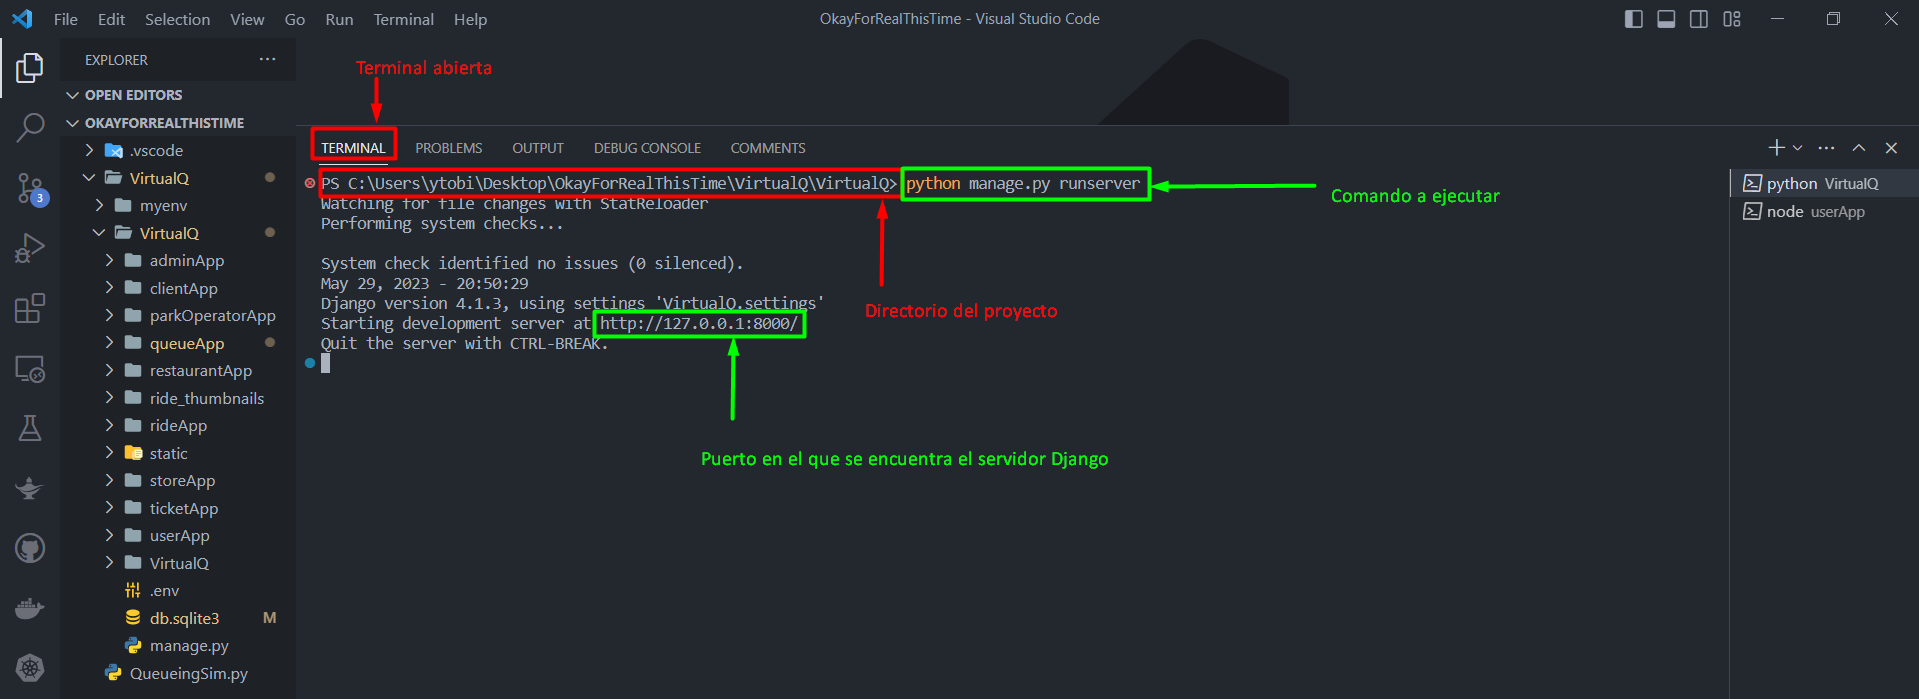 File Edit Selection View Go Run Terminal Help
OkayForRealThisTime - Visual Studio Code
EXPLORER
OPEN EDITORS
OKAYFORREALTHISTIME
.vscode
VirtualQ
myenv
VirtualQ
adminApp
clientApp
parkOperatorApp
queueApp
restaurantApp
ride_thumbnails
rideApp
static
storeApp
ticketApp
userApp
VirtualQ
.env
db.sqlite3 M
manage.py
QueueingSim.py
3
Terminal abierta
TERMINAL PROBLEMS OUTPUT DEBUG CONSOLE COMMENTS
PS C:\Users\ytobi\Desktop\OkayForRealThisTime\VirtualQ\VirtualQ> python manage.py runserver
Watching for file changes with StatReloader
Performing system checks...
System check identified no issues (0 silenced).
May 29, 2023 - 20:50:29
Django version 4.1.3, using settings 'VirtualQ.settings'
Starting development server at http://127.0.0.1:8000/
Quit the server with CTRL-BREAK.
Comando a ejecutar
Directorio del proyecto
Puerto en el que se encuentra el servidor Django
python VirtualQ
node userApp